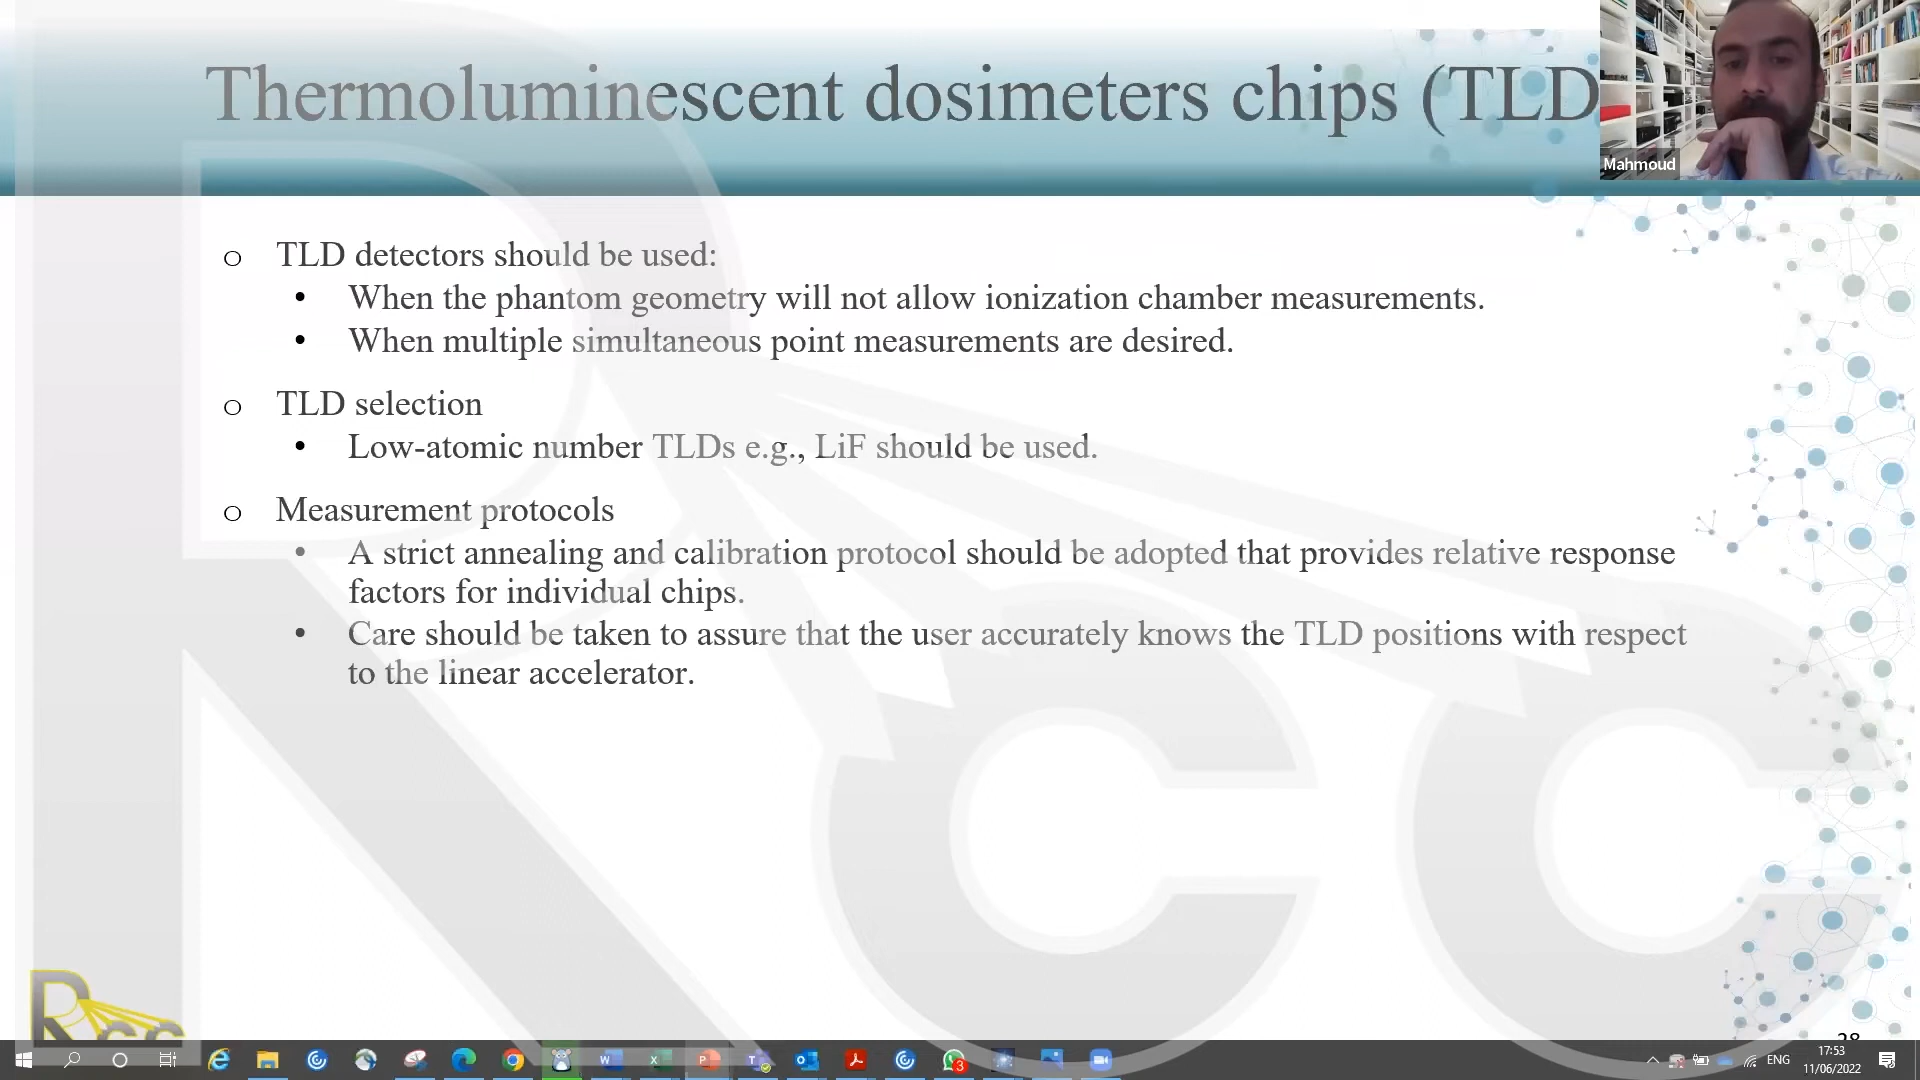 Thermoluminescent dosimeters chips (TLD
Mahmoud
TLD detectors should be used:
When the phantom geometry will not allow ionization chamber measurements.
When multiple simultaneous point measurements are desired.
TLD selection
Low-atomic number TLDs e.g., LiF should be used.
Measurement protocols
A strict annealing and calibration protocol should be adopted that provides relative response
factors for individual chips.
Care should be taken to assure that the user accurately knows the TLD positions with respect
to the linear accelerator.
RCC
28
ENG
17:53
11/06/2022
3